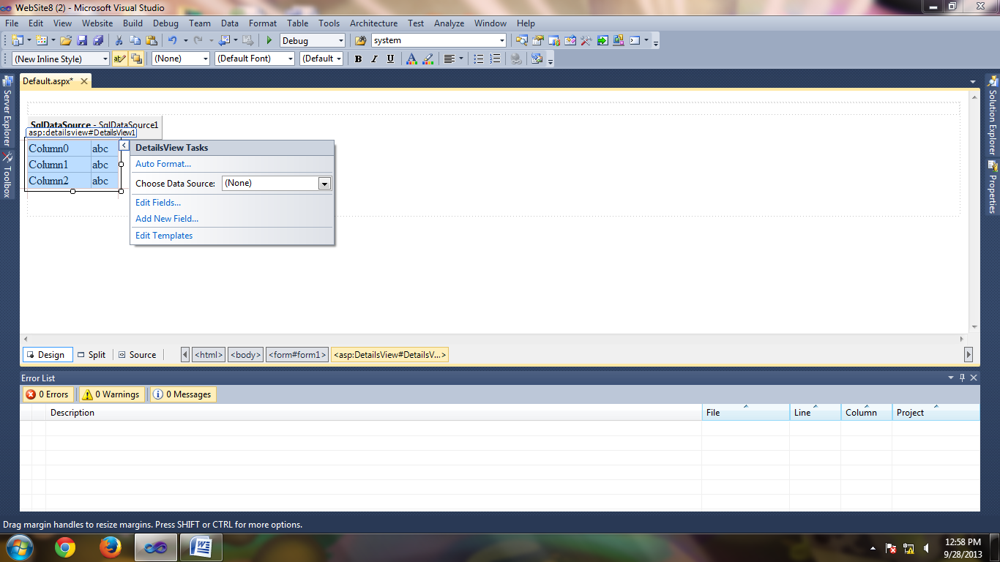 WebSite8 (2) - Microsoft Visual Studio
File Edit View Website Build Debug Team Data Format Table Tools Architecture Test Analyze Window Help
Debug system
(New Inline Style) (None) (Default Font) (Default B I U A
Default.aspx*
Server Explorer
Toolbox
Solution Explorer
Properties
SqlDataSource - SqlDataSource1
asp:detailsview#DetailsView1
Column0 abc
Column1 abc
Column2 abc
DetailsView Tasks
Auto Format...
Choose Data Source: (None)
Edit Fields...
Add New Field...
Edit Templates
Design Split Source <html> <body> <form#form1> <asp:DetailsView#DetailsV...>
Error List
0 Errors 0 Warnings 0 Messages
Description File Line Column Project
Drag margin handles to resize margins. Press SHIFT or CTRL for more options.
12:58 PM
9/28/2013